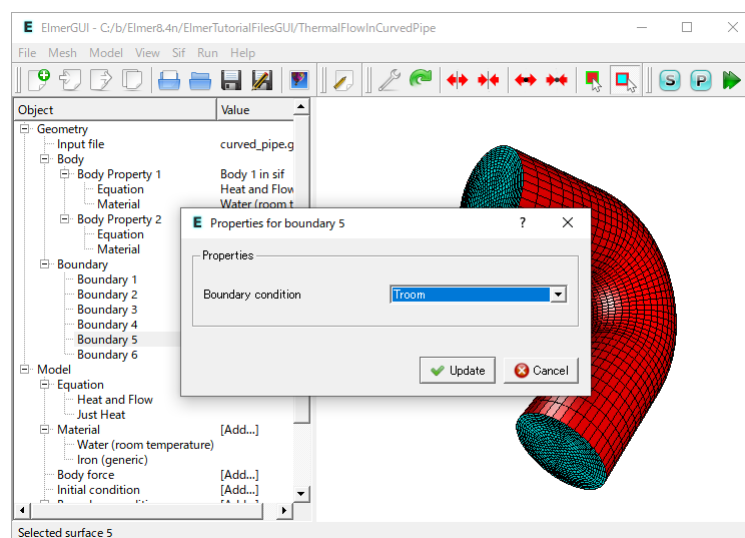 ElmerGUI - C:/b/Elmer8.4n/ElmerTutorialFilesGUI/ThermalFlowInCurvedPipe
File Mesh Model View Sif Run Help
S P
Object Value
Geometry
Input file curved_pipe.g
Body
Body Property 1 Body 1 in sif
Equation Heat and Flow
Material Water (room t
Body Property 2
Equation
Material
Boundary
Boundary 1
Boundary 2
Boundary 3
Boundary 4
Boundary 5
Boundary 6
Model
Equation
Heat and Flow
Just Heat
Material [Add...]
Water (room temperature)
Iron (generic)
Body force [Add...]
Initial condition [Add...]
Selected surface 5
E Properties for boundary 5 ?
Properties
Boundary condition Troom
Update Cancel